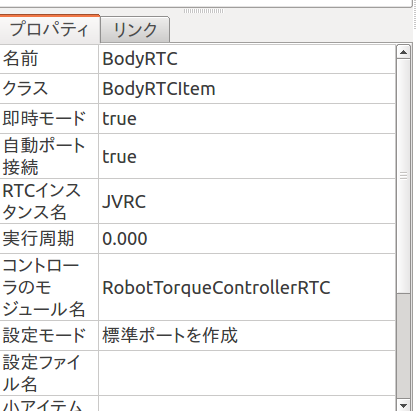 プロパティ リンク
名前 BodyRTC
クラス BodyRTCItem
即時モード true
自動ポート
接続 true
RTCインス
タンス名 JVRC
実行周期 0.000
コントロー
ラのモ
ジュール名 RobotTorqueControllerRTC
設定モード 標準ポートを作成
設定ファイ
ル名
小アイテム